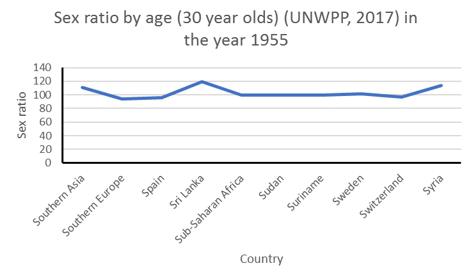 Sex ratio by age (30 year olds) (UNWPP, 2017) in
the year 1955
140
120
100
80
60
40
20
0
Sex ratio
Southern Asia
Southern Europe
Spain
Sri Lanka
Sub-Saharan Africa
Sudan
Suriname
Sweden
Switzerland
Syria
Country